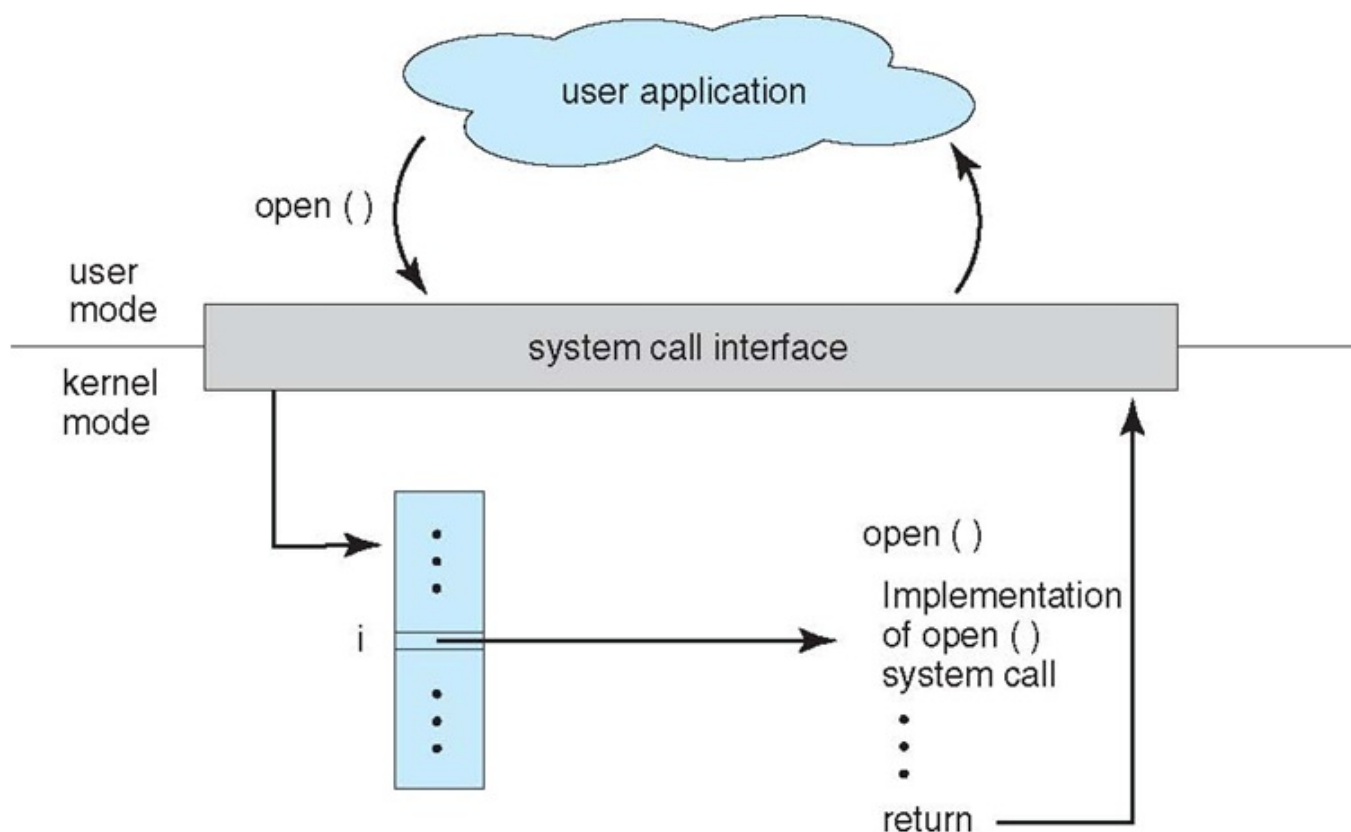 user application
open ( )
user
mode
system call interface
kernel
mode
open ( )
Implementation
of open ( )
system call
i
return